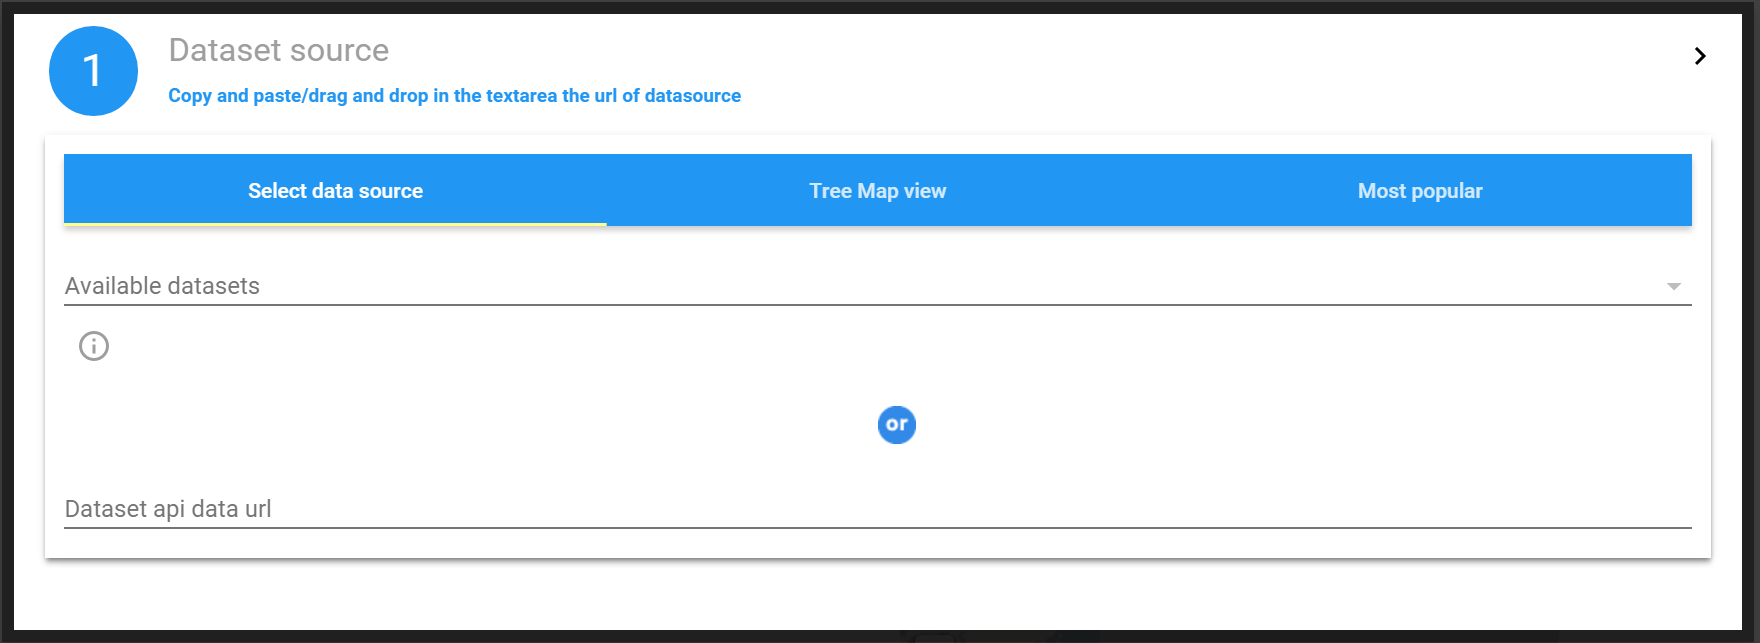 1
Dataset source
Copy and paste/drag and drop in the textarea the url of datasource
Select data source
Tree Map view
Most popular
Available datasets
or
Dataset api data url